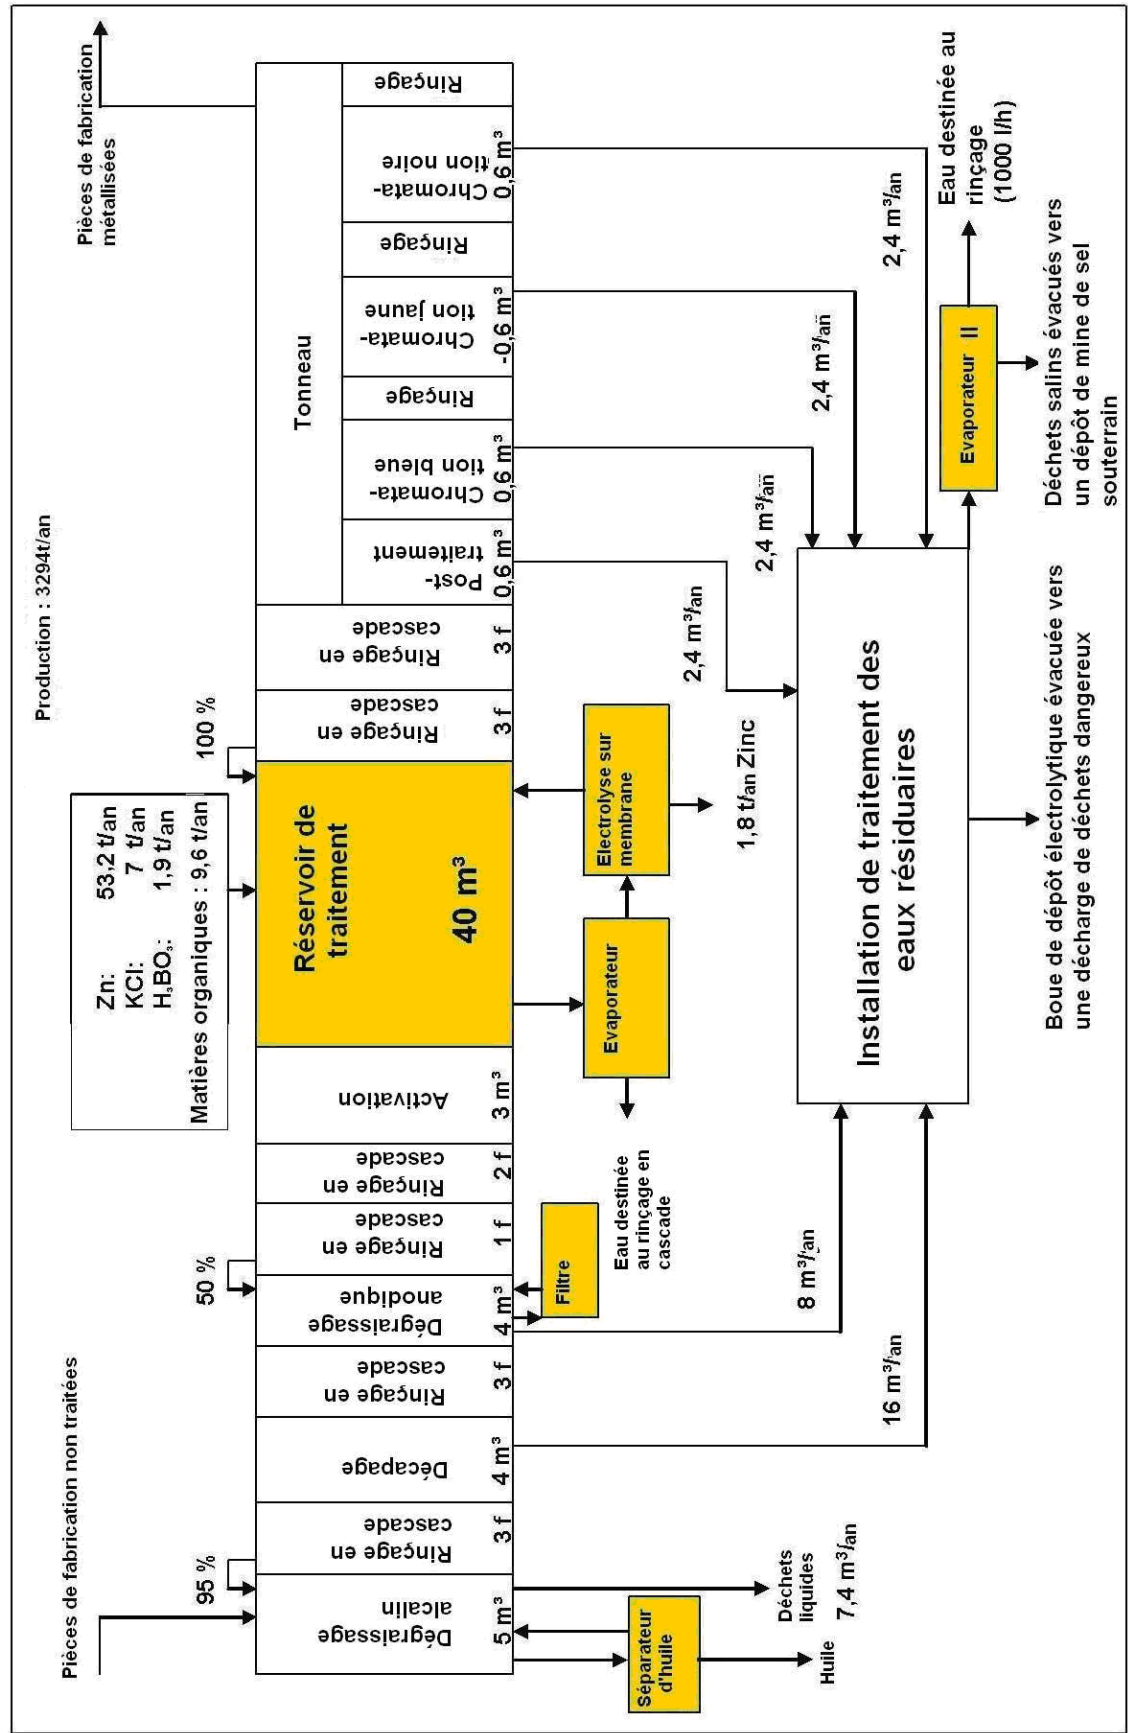 Production : 3294t/an
Pièces de fabrication non traitées
Pièces de fabrication
métallisées
Zn: 53,2 t/an
KCl: 7 t/an
H₃BO₃: 1,9 t/an
Matières organiques : 9,6 t/an
95 %
50 %
100 %
Dégraissage
alcalin
5 m³
Rinçage en
cascade
3 f
Décapage
4 m³
Rinçage en
cascade
3 f
Dégraissage
anodique
4 m³
Rinçage en
cascade
1 f
Rinçage en
cascade
2 f
Activation
3 m³
Réservoir de
traitement
40 m³
Rinçage en
cascade
3 f
Rinçage en
cascade
3 f
Tonneau
Post-
traitement
0,6 m³
Chromata-
tion bleue
0,6 m³
Rinçage
Chromata-
tion jaune
-0,6 m³
Rinçage
Chromata-
tion noire
0,6 m³
Rinçage
Séparateur
d'huile
Huile
Déchets
liquides
7,4 m³/an
Filtre
Eau destinée
au rinçage en
cascade
Evaporateur
Electrolyse sur
membrane
1,8 t/an Zinc
16 m³/an
8 m³/an
2,4 m³/an
2,4 m³/an
2,4 m³/an
2,4 m³/an
Installation de traitement des
eaux résiduaires
Evaporateur II
Eau destinée au
rinçage
(1000 l/h)
Boue de dépôt électrolytique évacuée vers
une décharge de déchets dangereux
Déchets salins évacués vers
un dépôt de mine de sel
souterrain